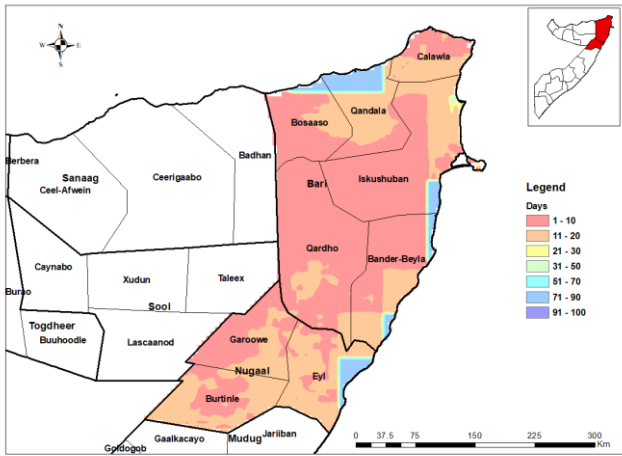 N
W E
S
Calawla
Qandala
Bosaaso
Badhan
Berbera
Sanaag
Ceel-Afwein
Ceerigaabo
Bari
Iskushuban
Qardho
Bander-Beyla
Caynabo
Xudun
Taleex
Burao
Sool
Togdheer
Buuhoodle
Lascaanod
Garoowe
Nugaal
Eyl
Burtinle
Gaalkacayo
Mudug
Jariiban
Goldogob
Legend
Days
1 - 10
11 - 20
21 - 30
31 - 50
51 - 70
71 - 90
91 - 100
0 37.5 75 150 225 300
Km